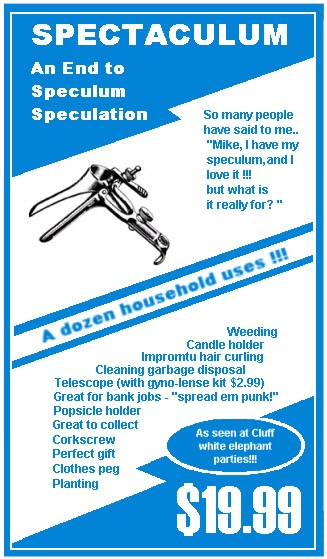 SPECTACULUM
An End to
Speculum
Speculation
So many people
have said to me..
"Mike, I have my
speculum,and I
love it !!!
but what is
it really for? "
A dozen household uses !!!
Weeding
Candle holder
Impromtu hair curling
Cleaning garbage disposal
Telescope (with gyno-lense kit $2.99)
Great for bank jobs - "spread em punk!"
Popsicle holder
Great to collect
Corkscrew
Perfect gift
Clothes peg
Planting
As seen at Cluff
white elephant
parties!!!
$19.99